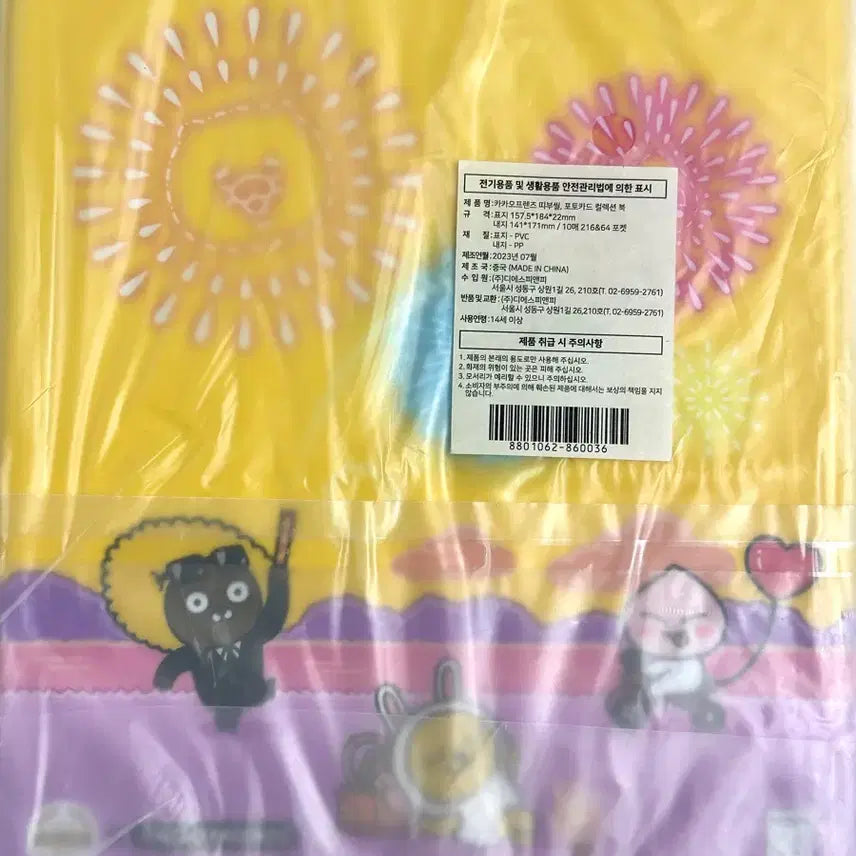 전기용품 및 생활용품 안전관리법에 의한 표시
제 품 명 : 카카오프렌즈 띠부씰, 포토카드 컬렉션 북
규 격 : 표지 157.5*184*22mm
내지 141*171mm / 10매 216&64 포켓
재 질 : 표지 - PVC
내지 - PP
제조연월 : 2023년 07월
제 조 국 : 중국 (MADE IN CHINA)
수 입 원 : (주)디에스피앤피
서울시 성동구 상원1길 26, 210호(T. 02-6959-2761)
반품 및 교환 : (주)디에스피앤피
서울시 성동구 상원1길 26, 210호(T. 02-6959-2761)
사용연령 : 14세 이상
제품 취급 시 주의사항
1. 제품의 본래의 용도로만 사용해 주십시오.
2. 화재의 위험이 있는 곳은 피해 주십시오.
3. 모서리가 예리할 수 있으니 주의하십시오.
4. 소비자의 부주의에 의해 훼손된 제품에 대해서는 보상의 책임을 지지
않습니다.
8801062-860036